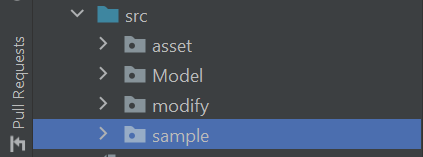 src
asset
Model
modify
sample
Pull Requests